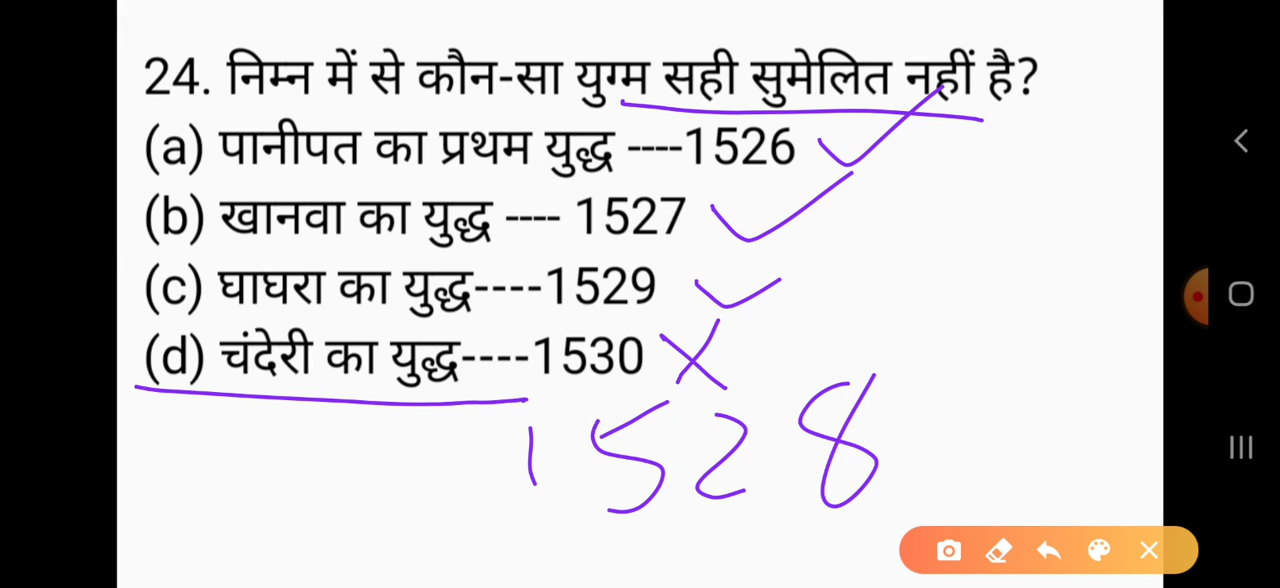 24. निम्न में से कौन-सा युग्म सही सुमेलित नहीं है?
(a) पानीपत का प्रथम युद्ध ----1526
(b) खानवा का युद्ध ---- 1527
(c) घाघरा का युद्ध----1529
(d) चंदेरी का युद्ध----1530
1528